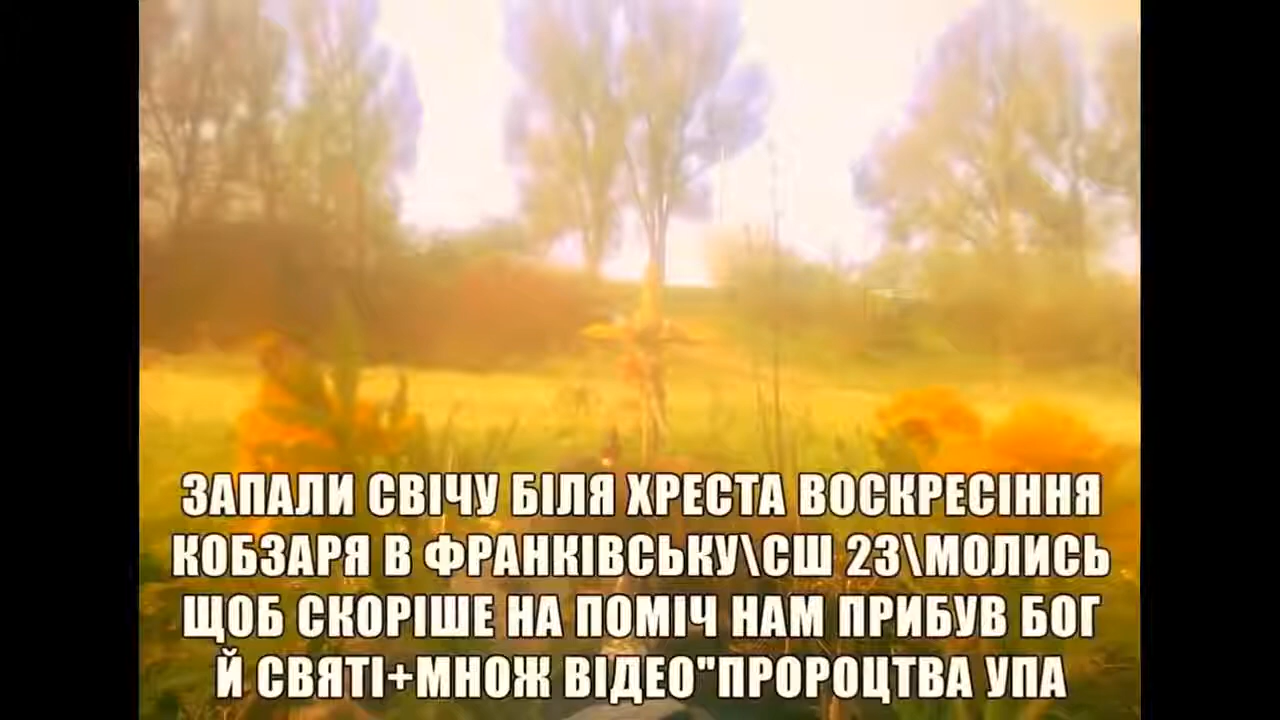 ЗАПАЛИ СВІЧУ БІЛЯ ХРЕСТА ВОСКРЕСІННЯ
КОБЗАРЯ В ФРАНКІВСЬКУ\СШ 23\МОЛИСЬ
ЩОБ СКОРІШЕ НА ПОМІЧ НАМ ПРИБУВ БОГ
Й СВЯТІ+МНОЖ ВІДЕО"ПРОРОЦТВА УПА